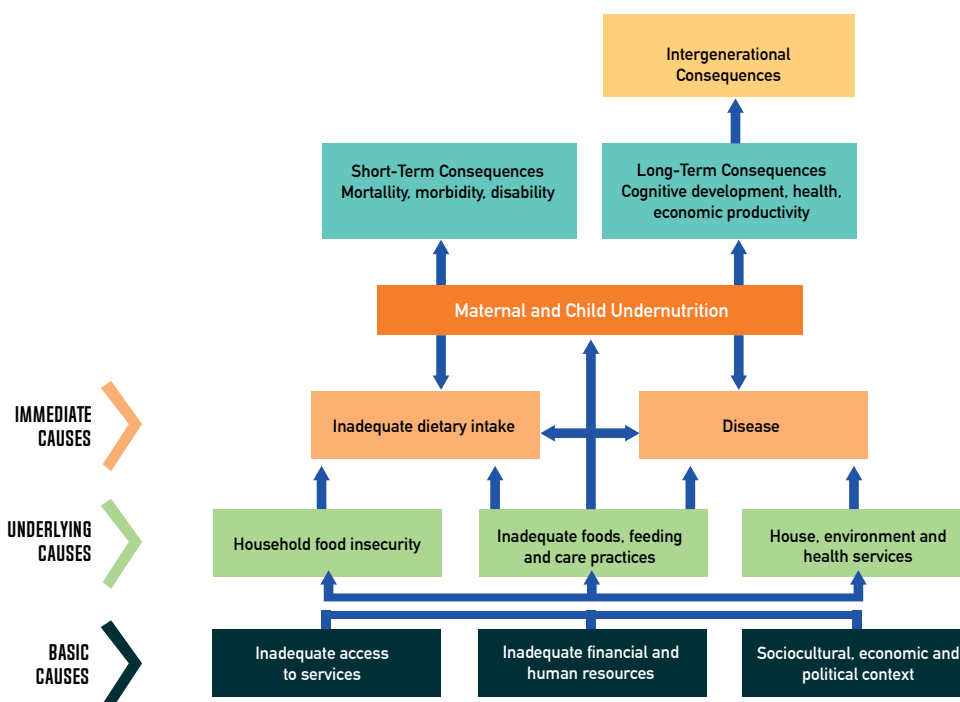 Intergenerational
Consequences
Short-Term Consequences
Mortallity, morbidity, disability
Long-Term Consequences
Cognitive development, health,
economic productivity
Maternal and Child Undernutrition
IMMEDIATE
CAUSES
Inadequate dietary intake
Disease
UNDERLYING
CAUSES
Household food insecurity
Inadequate foods, feeding
and care practices
House, environment and
health services
BASIC
CAUSES
Inadequate access
to services
Inadequate financial and
human resources
Sociocultural, economic and
political context